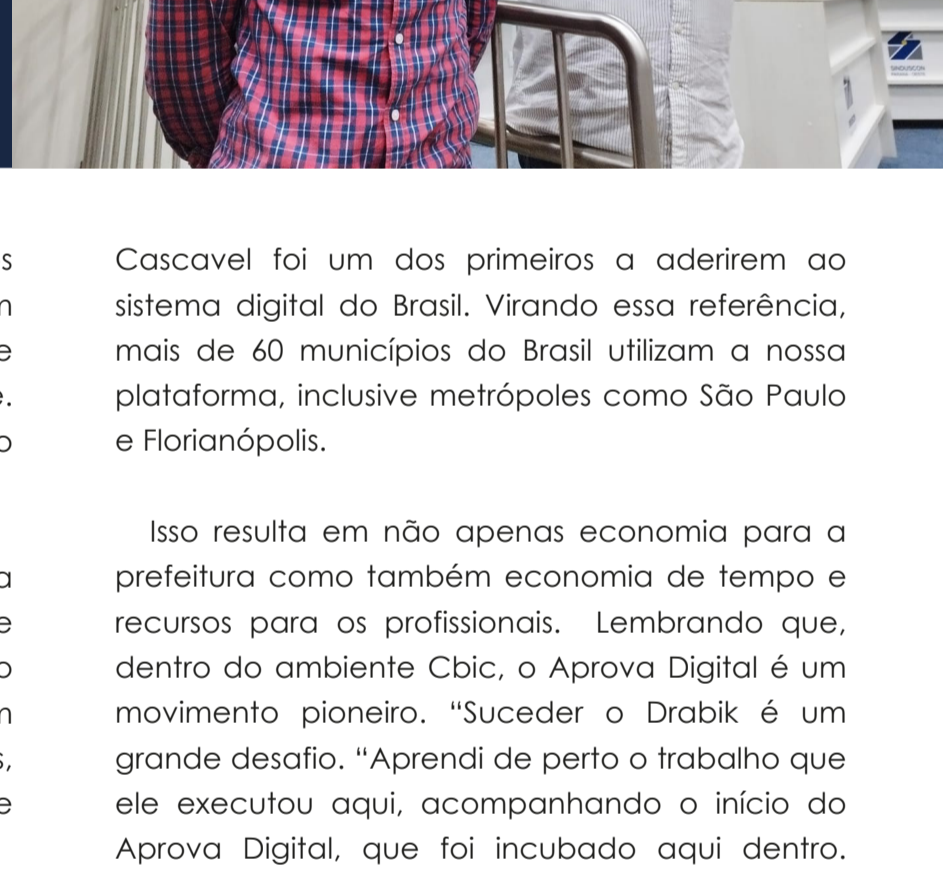 SINDUSCON
Cascavel foi um dos primeiros a aderirem ao
sistema digital do Brasil. Virando essa referência,
mais de 60 municípios do Brasil utilizam a nossa
plataforma, inclusive metrópoles como São Paulo
e Florianópolis.
Isso resulta em não apenas economia para a
prefeitura como também economia de tempo e
recursos para os profissionais. Lembrando que,
dentro do ambiente Cbic, o Aprova Digital é um
movimento pioneiro. “Suceder o Drabik é um
grande desafio. “Aprendi de perto o trabalho que
ele executou aqui, acompanhando o início do
Aprova Digital, que foi incubado aqui dentro.